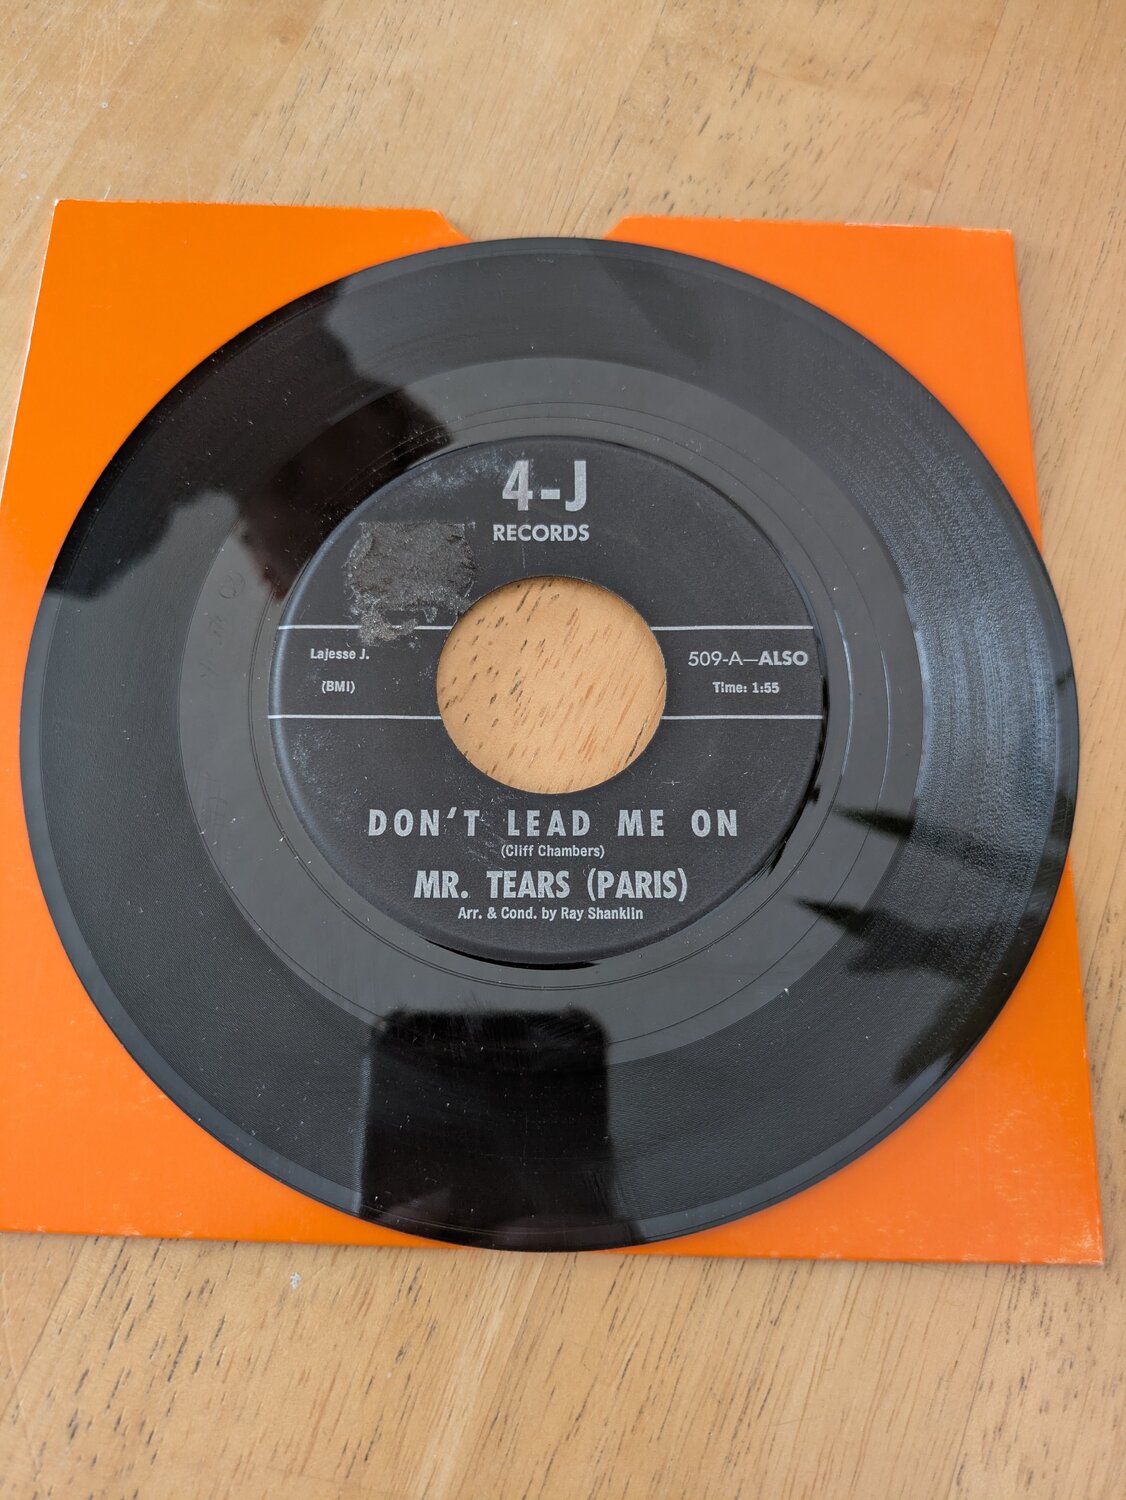 4-J
RECORDS
Lajesse J.
(BMI)
509-A—ALSO
Time: 1:55
DON'T LEAD ME ON
(Cliff Chambers)
MR. TEARS (PARIS)
Arr. & Cond. by Ray Shanklin